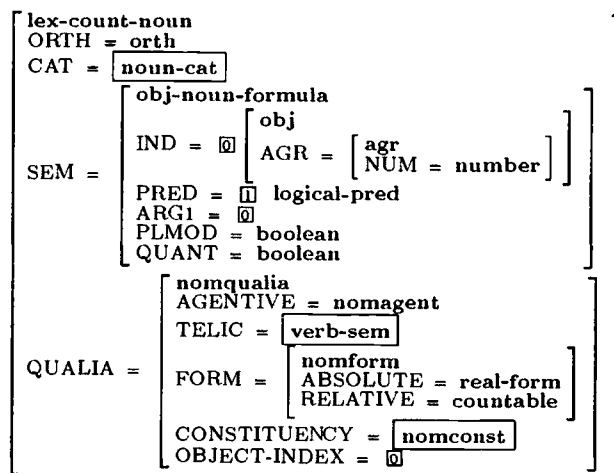 lex-count-noun
ORTH = orth
CAT = noun-cat
SEM =
obj-noun-formula
IND = 0
obj
AGR =
agr
NUM = number
PRED = 1 logical-pred
ARG1 = 0
PLMOD = boolean
QUANT = boolean
QUALIA =
nomqualia
AGENTIVE = nomagent
TELIC = verb-sem
FORM =
nomform
ABSOLUTE = real-form
RELATIVE = countable
CONSTITUENCY = nomconst
OBJECT-INDEX = 0